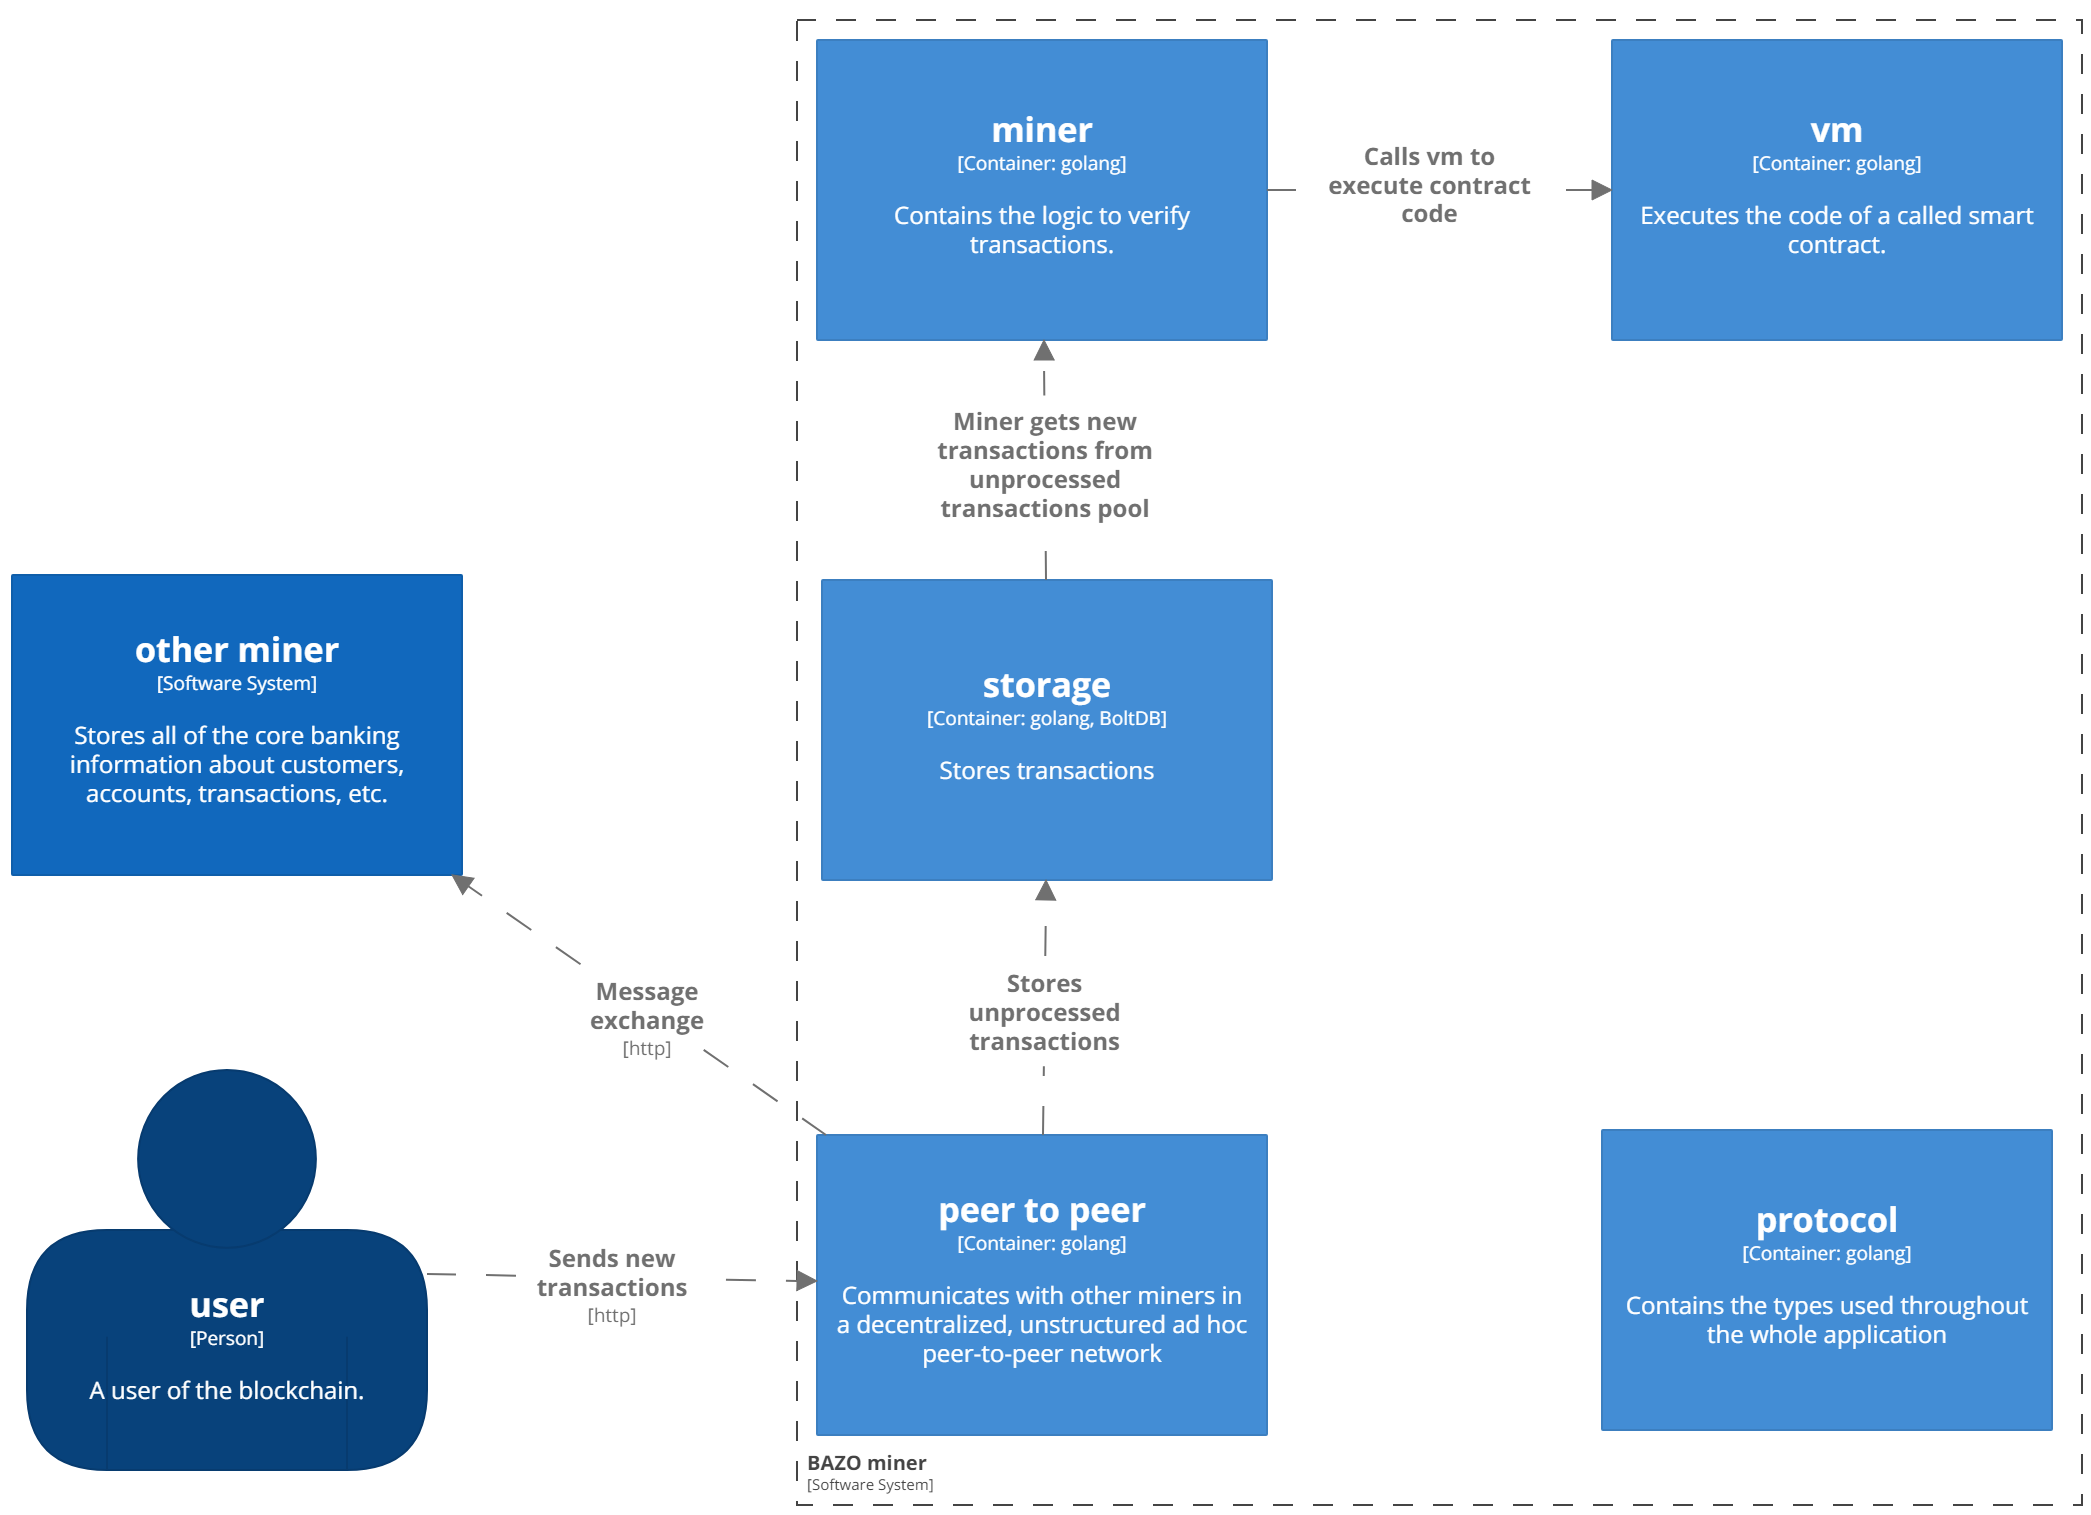 miner
[Container: golang]
Contains the logic to verify
transactions.
Calls vm to
execute contract
code
vm
[Container: golang]
Executes the code of a called smart
contract.
Miner gets new
transactions from
unprocessed
transactions pool
other miner
[Software System]
Stores all of the core banking
information about customers,
accounts, transactions, etc.
storage
[Container: golang, BoltDB]
Stores transactions
Message
exchange
[http]
Stores
unprocessed
transactions
user
[Person]
A user of the blockchain.
Sends new
transactions
[http]
peer to peer
[Container: golang]
Communicates with other miners in
a decentralized, unstructured ad hoc
peer-to-peer network
protocol
[Container: golang]
Contains the types used throughout
the whole application
BAZO miner
[Software System]